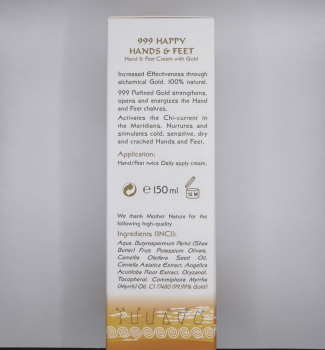 999 HAPPY
HANDS & FEET
Hand & Feet Cream with Gold
Increased Effectiveness through
alchemical Gold. 100% natural.
999 Refined Gold strengthens,
opens and energizes the Hand
and Feet chakras.
Activates the Chi-current in
the Meridians. Nurtures and
stimulates cold, sensitive, dry
and cracked Hands and Feet.
Application:
Hand/Feet twice Daily apply cream.
℮ 150 ml
12 M
We thank Mother Nature for the
following high-quality
Ingredients (INCI):
Aqua, Butyrospermum Parkii (Shea
Butter) Fruit, Potassium Olivate,
Camellia Oleifera Seed Oil,
Centella Asiatica Extract, Angelica
Acutiloba Root Extract, Oryzanol,
Tocopherol, Commiphora Myrrha
(Myrrh) Oil, CI 77480 (99,99% Gold)